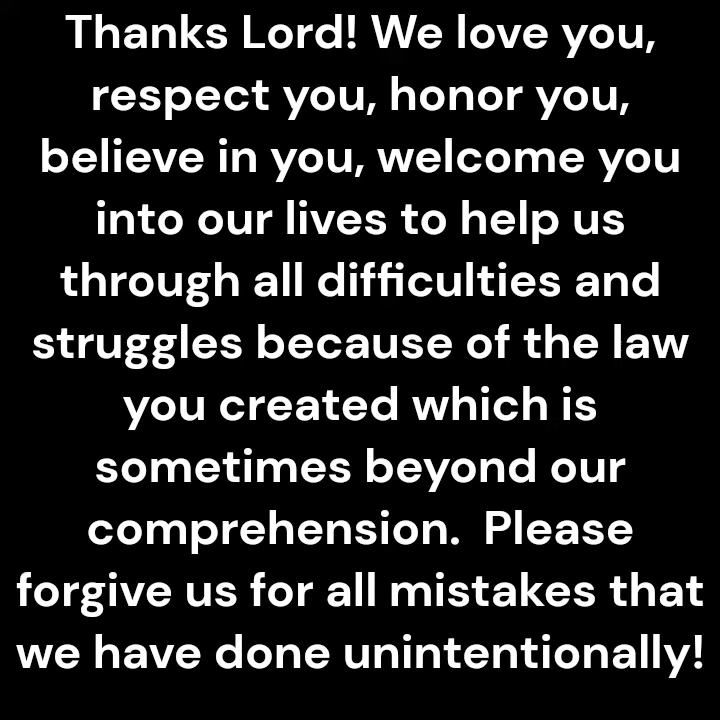 Thanks Lord! We love you,
respect you, honor you,
believe in you, welcome you
into our lives to help us
through all difficulties and
struggles because of the law
you created which is
sometimes beyond our
comprehension.  Please
forgive us for all mistakes that
we have done unintentionally!